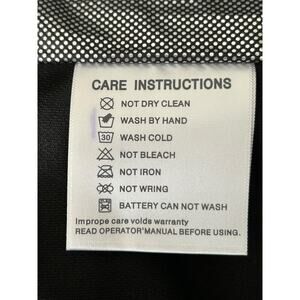 CARE INSTRUCTIONS
NOT DRY CLEAN
WASH BY HAND
30 WASH COLD
NOT BLEACH
NOT IRON
NOT WRING
BATTERY CAN NOT WASH
Imprope care volds warranty
READ OPERATOR'MANUAL BEFORE USING.